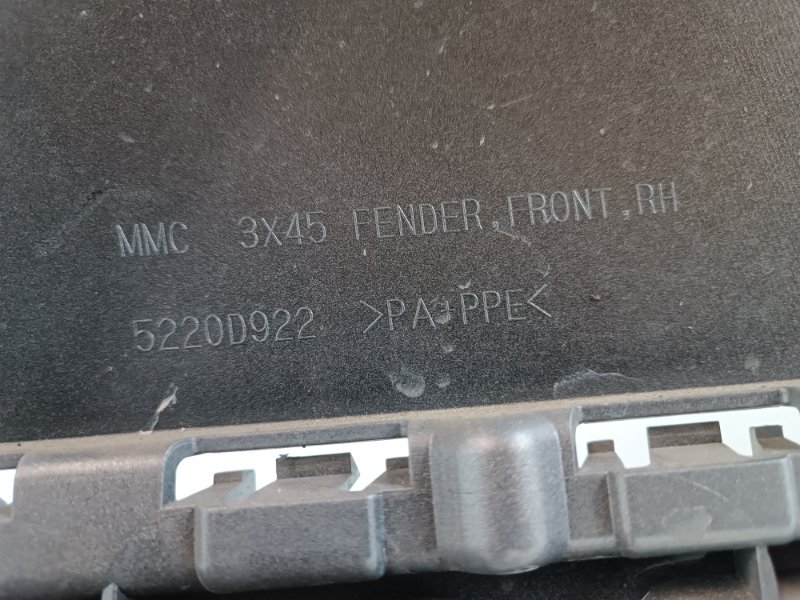 MMC 3X45 FENDER,FRONT,RH
5220D922 >PA+PPE<